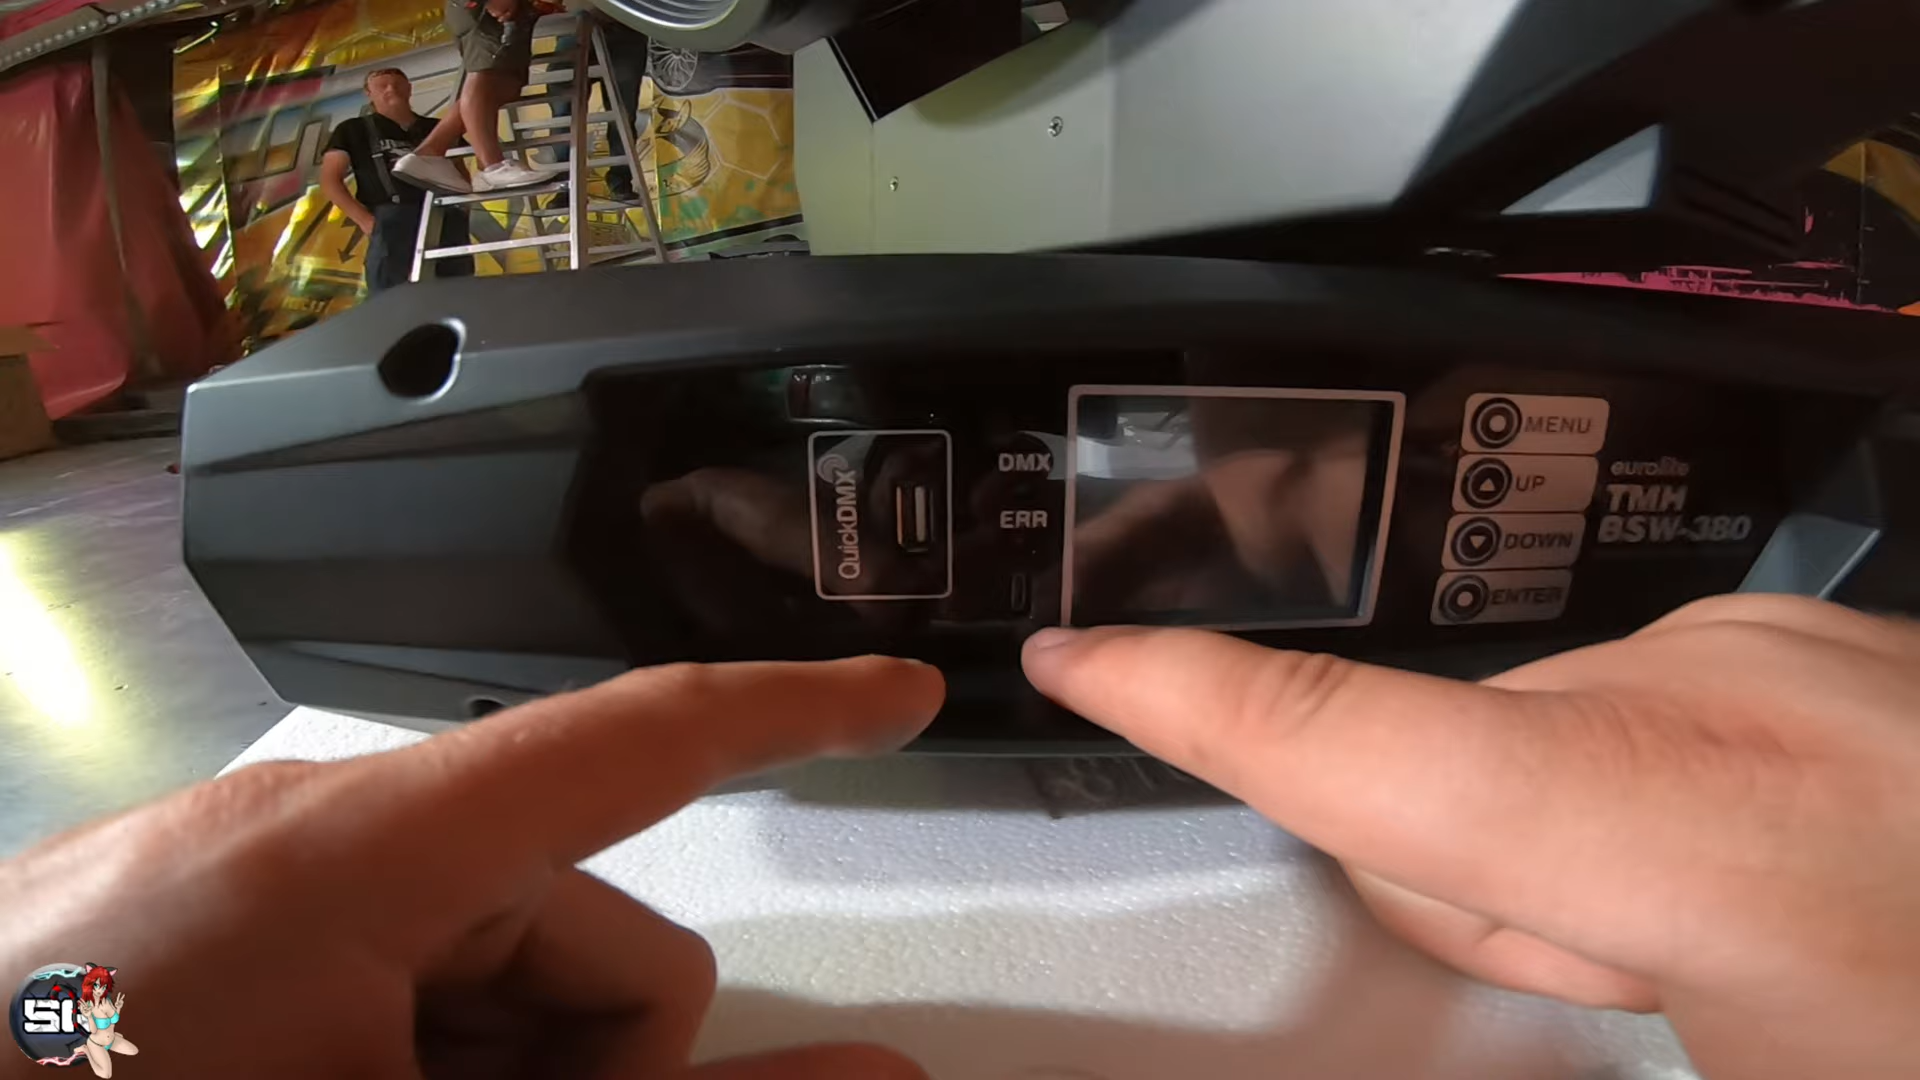 QuickDMX
DMX
ERR
MENU
UP
DOWN
ENTER
eurolite
TMH
BSW-380